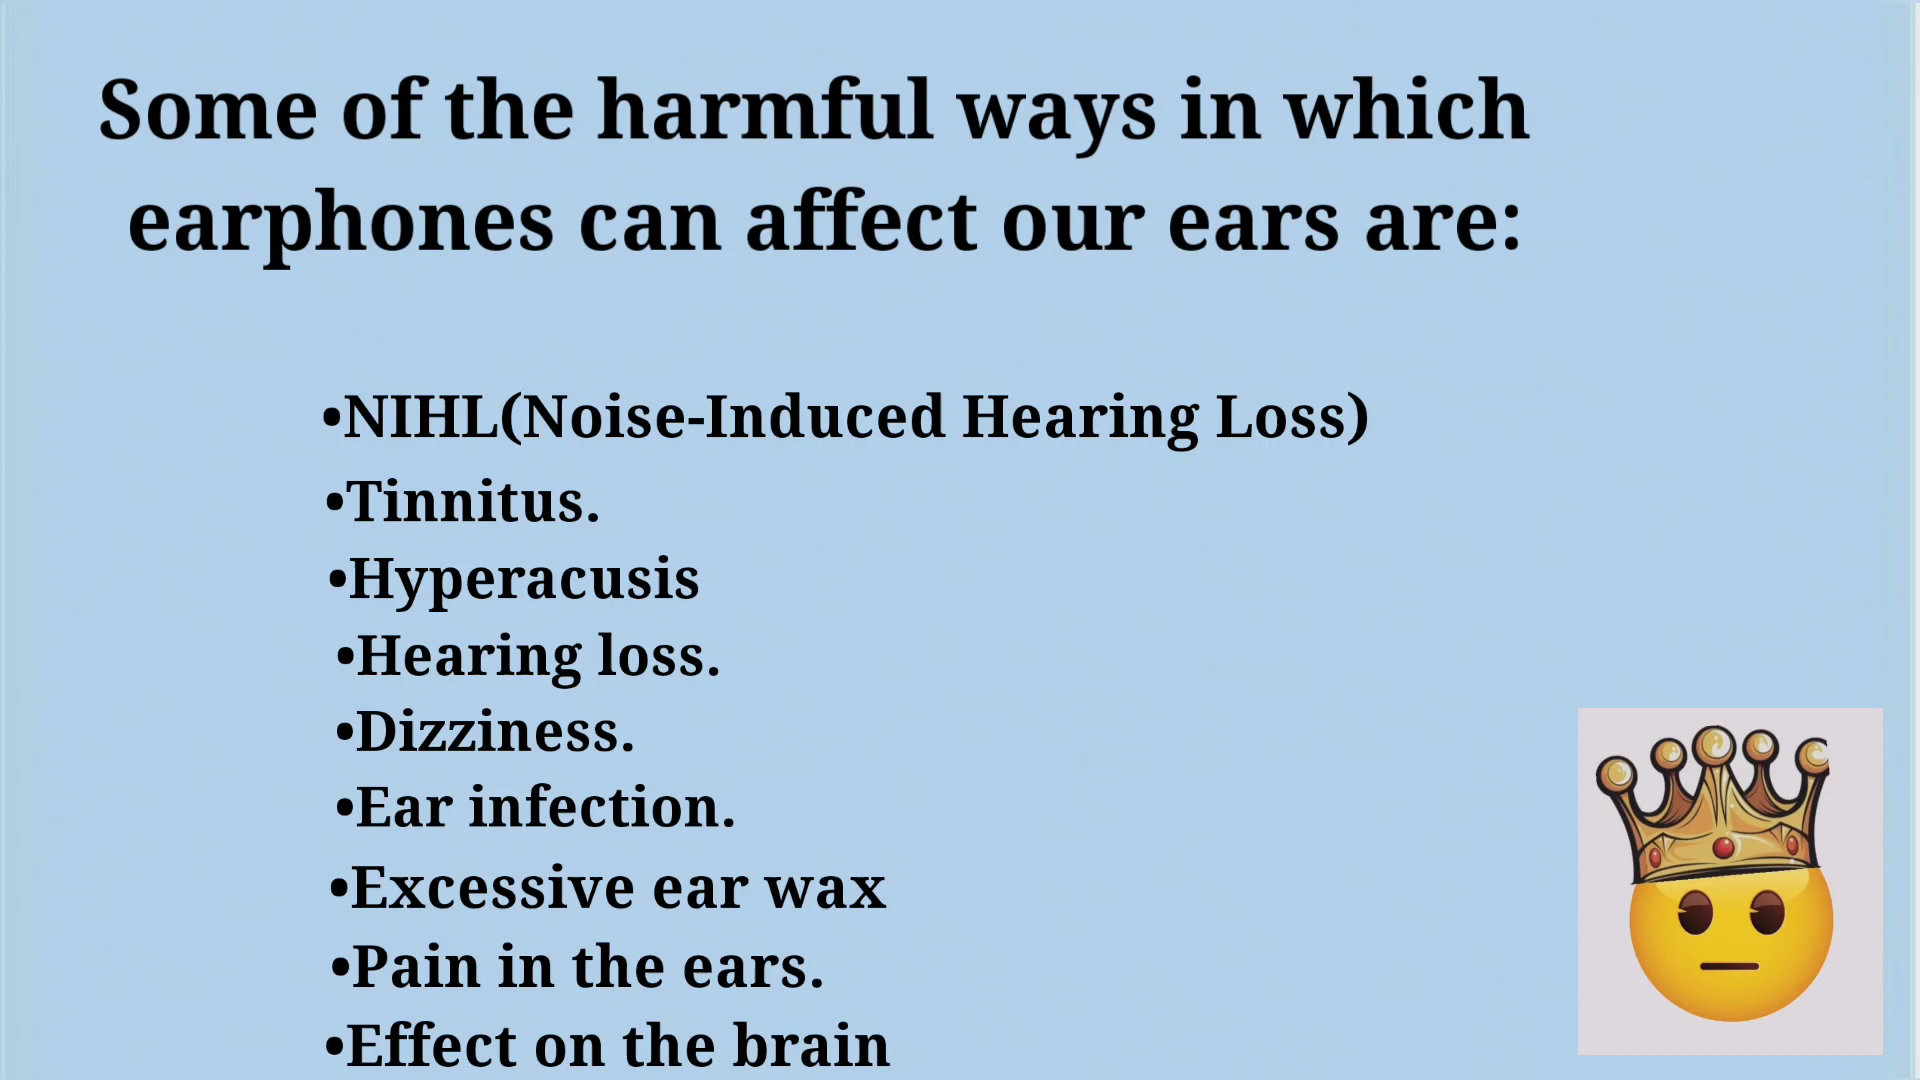 Some of the harmful ways in which
earphones can affect our ears are:
•NIHL(Noise-Induced Hearing Loss)
•Tinnitus.
•Hyperacusis
•Hearing loss.
•Dizziness.
•Ear infection.
•Excessive ear wax
•Pain in the ears.
•Effect on the brain